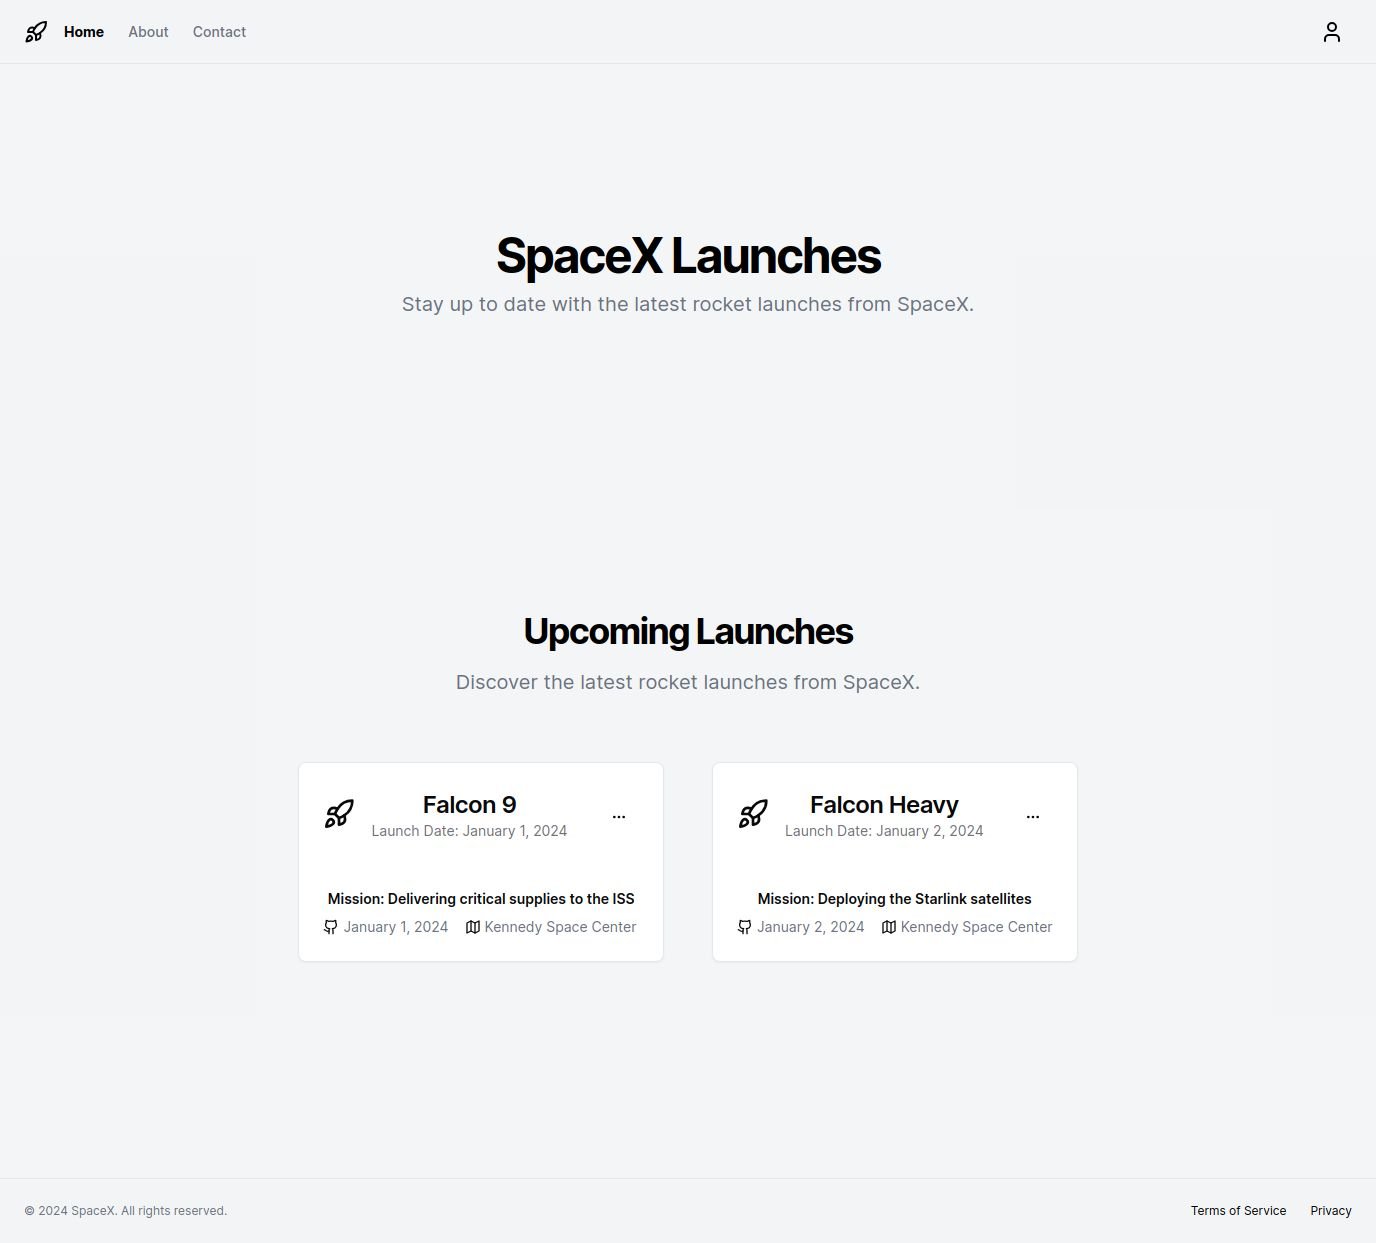 Home About Contact
SpaceX Launches
Stay up to date with the latest rocket launches from SpaceX.
Upcoming Launches
Discover the latest rocket launches from SpaceX.
Falcon 9
Launch Date: January 1, 2024
...
Mission: Delivering critical supplies to the ISS
January 1, 2024 Kennedy Space Center
Falcon Heavy
Launch Date: January 2, 2024
...
Mission: Deploying the Starlink satellites
January 2, 2024 Kennedy Space Center
© 2024 SpaceX. All rights reserved.
Terms of Service Privacy